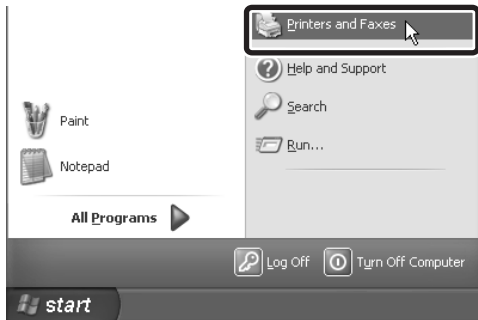 Printers and Faxes
Help and Support
Search
Run...
Paint
Notepad
All Programs
Log Off
Turn Off Computer
start